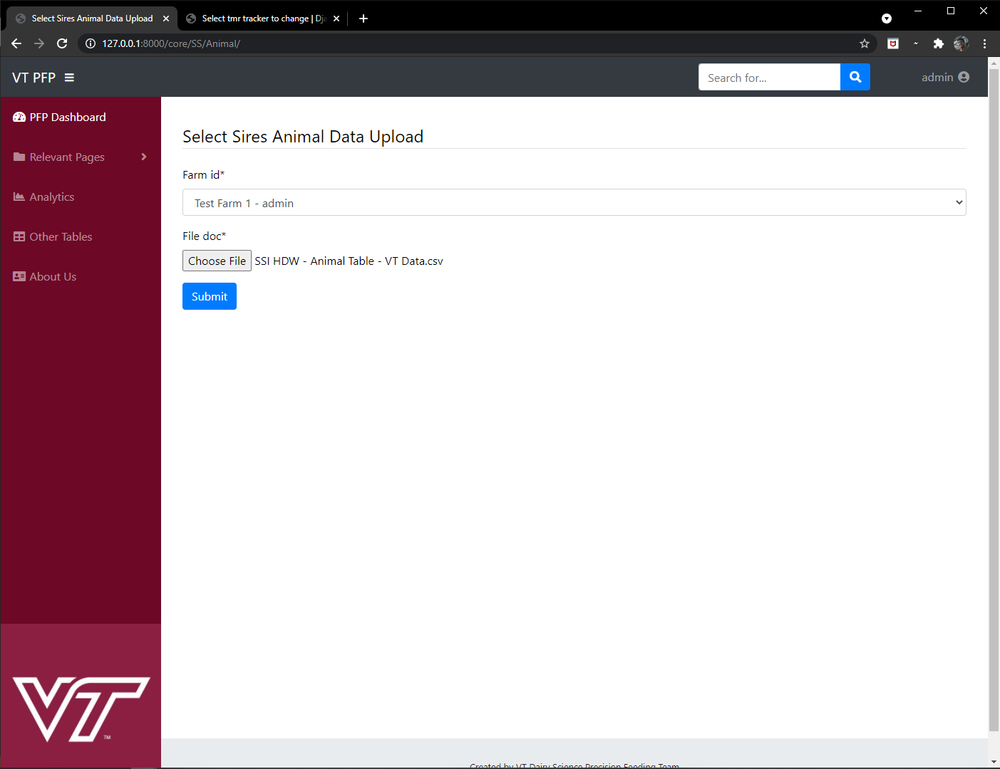 Select Sires Animal Data Upload
Select tmr tracker to change | Dja
127.0.0.1:8000/core/SS/Animal/
VT PFP
Search for...
admin
PFP Dashboard
Relevant Pages
Analytics
Other Tables
About Us
Select Sires Animal Data Upload
Farm id*
Test Farm 1 - admin
File doc*
Choose File SSI HDW - Animal Table - VT Data.csv
Submit
VT
TM
Created by VT Dairy Science Precision Feeding Team